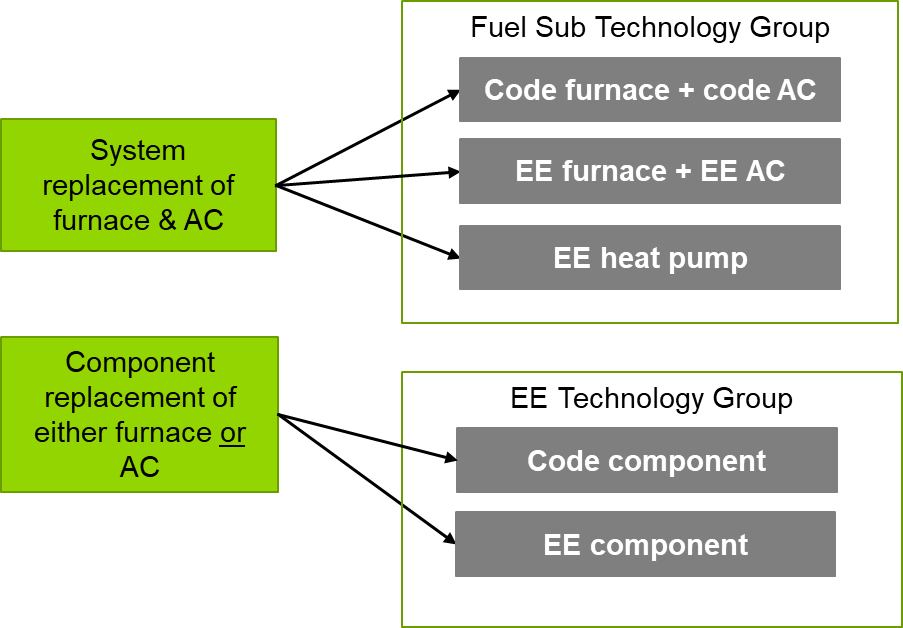 Fuel Sub Technology Group
Code furnace + code AC
System
replacement of
furnace & AC
EE furnace + EE AC
EE heat pump
Component
replacement of
either furnace or
AC
EE Technology Group
Code component
EE component